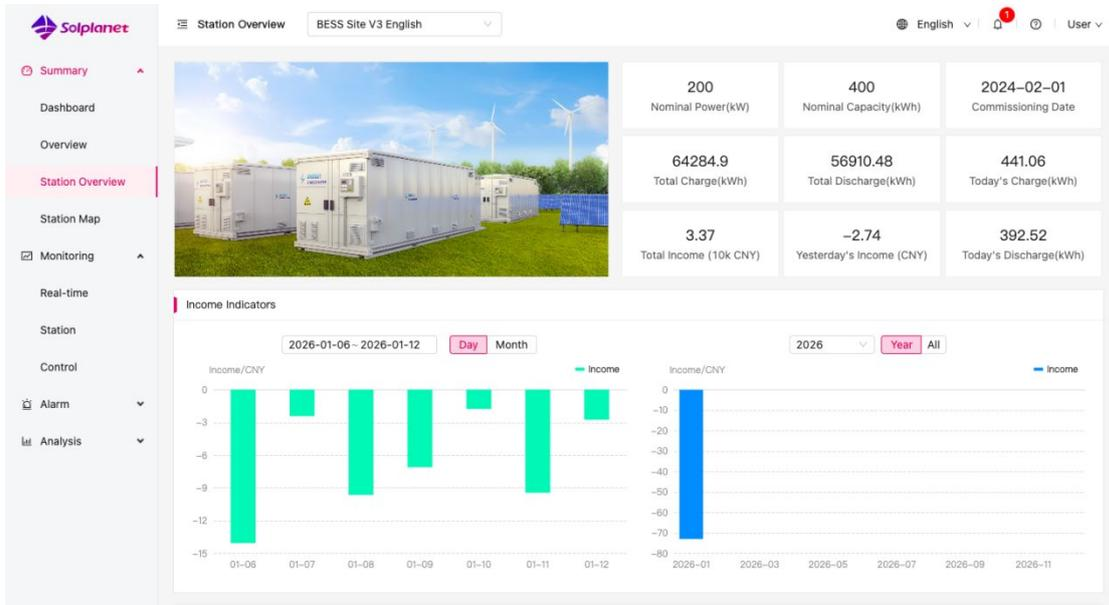 Solplanet
Station Overview
BESS Site V3 English
English
1
User
Summary
Dashboard
Overview
Station Overview
Station Map
Monitoring
Real-time
Station
Control
Alarm
Analysis
200
Nominal Power(kW)
400
Nominal Capacity(kWh)
2024-02-01
Commissioning Date
64284.9
Total Charge(kWh)
56910.48
Total Discharge(kWh)
441.06
Today's Charge(kWh)
3.37
Total Income (10k CNY)
-2.74
Yesterday's Income (CNY)
392.52
Today's Discharge(kWh)
Income Indicators
2026-01-06 ~ 2026-01-12 Day Month
Income/CNY Income
0
-3
-6
-9
-12
-15
01-06 01-07 01-08 01-09 01-10 01-11 01-12
2026 Year All
Income/CNY Income
0
-10
-20
-30
-40
-50
-60
-70
-80
2026-01 2026-03 2026-05 2026-07 2026-09 2026-11